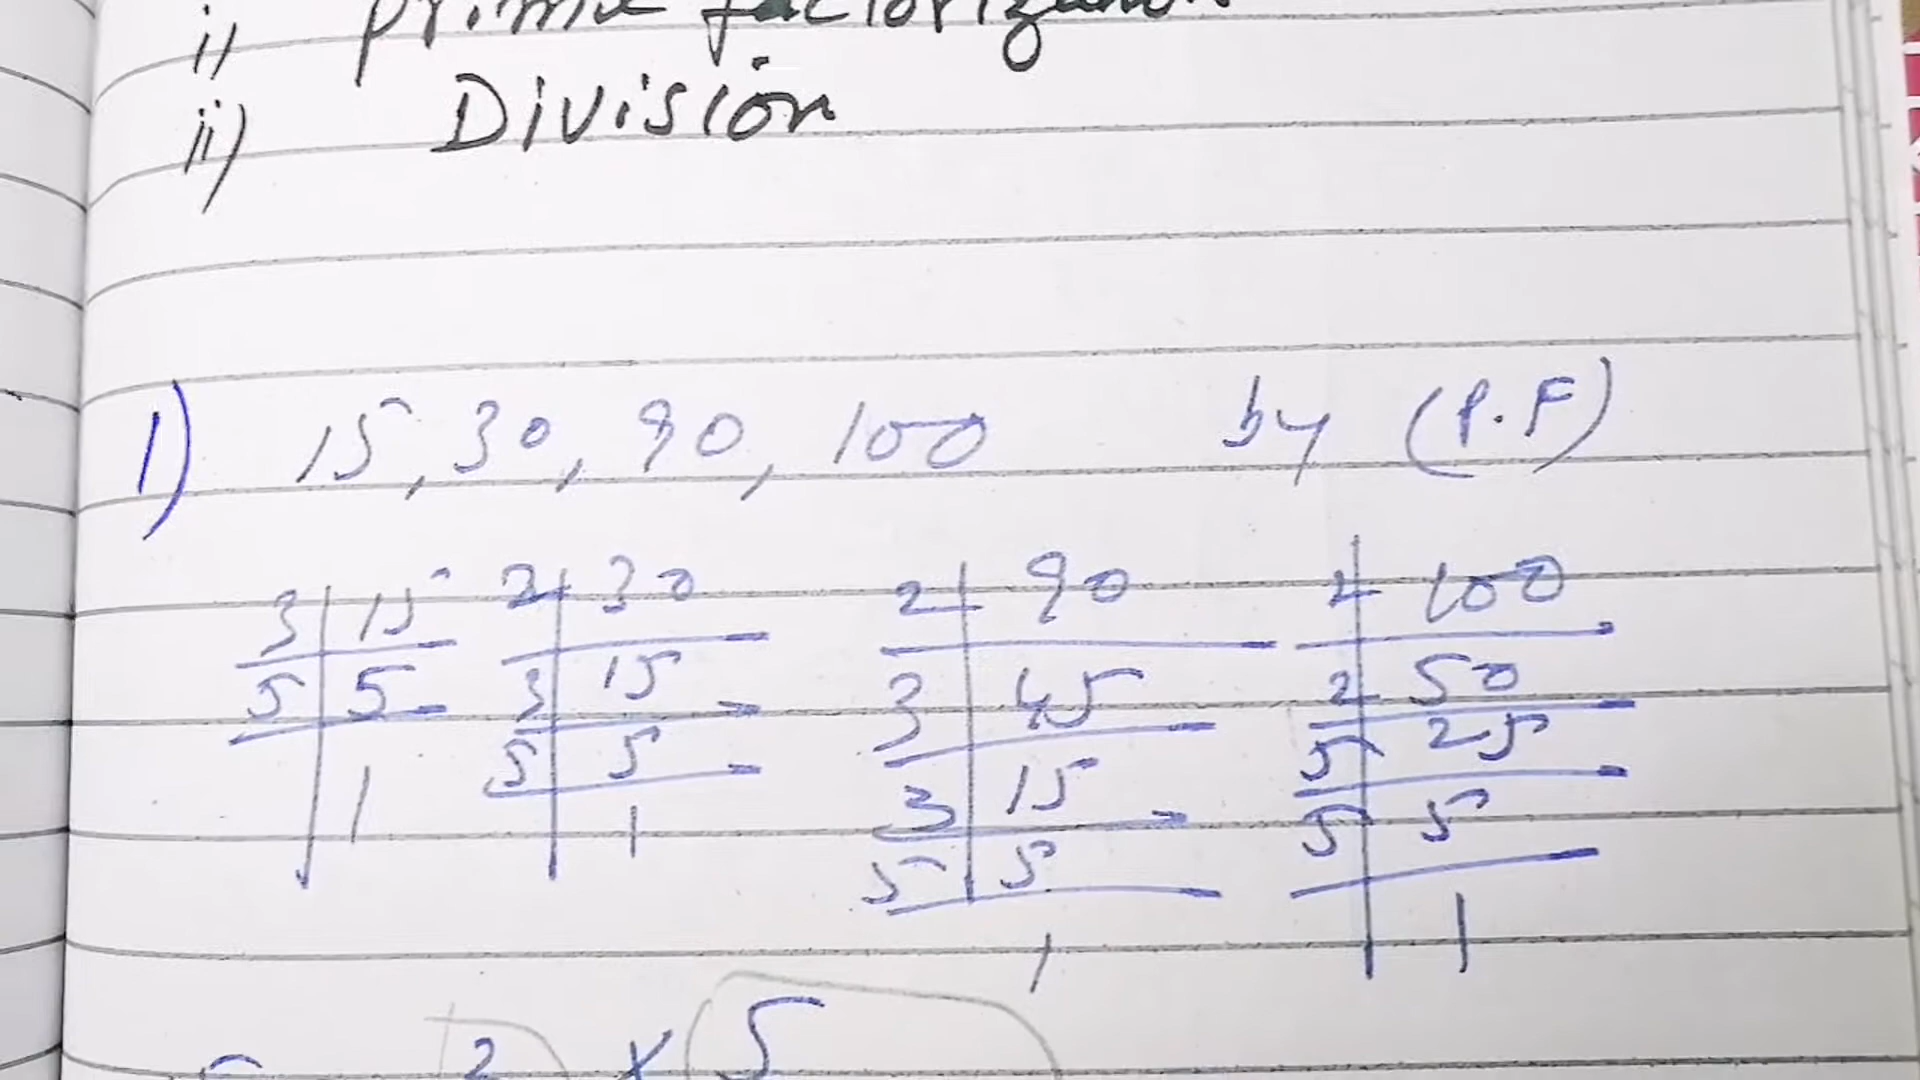 i) prime factorization
ii) Division
1) 15, 30, 90, 100 by (P.F)
3 | 15 2 | 30 2 | 90 2 | 100
5 | 5 3 | 15 3 | 45 2 | 50
1 5 | 5 3 | 15 5 | 25
1 5 | 5 5 | 5
1 1
x 5